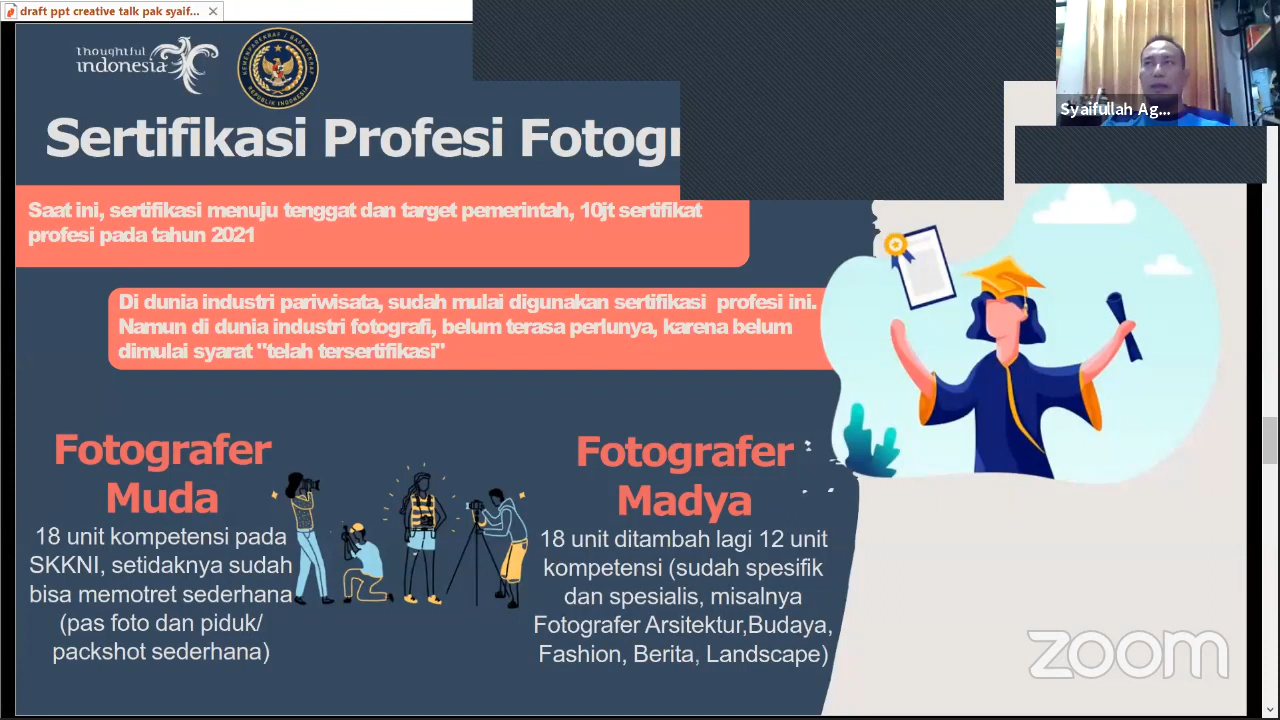 draft ppt creative talk pak syaif...
thoughtful
indonesia
KEMENPAREKRAF / BAPAREKRAF
REPUBLIK INDONESIA
Syaifullah Ag...
Sertifikasi Profesi
Saat ini, sertifikasi menuju tenggat dan target pemerintah, 10jt sertifikat
profesi pada tahun 2021
Di dunia industri pariwisata, sudah mulai digunakan sertifikasi profesi ini.
Namun di dunia industri fotografi, belum terasa perlunya, karena belum
dimulai syarat "telah tersertifikasi"
Fotografer
Muda
18 unit kompetensi pada
SKKNI, setidaknya sudah
bisa memotret sederhana
(pas foto dan piduk/
packshot sederhana)
Fotografer
Madya
18 unit ditambah lagi 12 unit
kompetensi (sudah spesifik
dan spesialis, misalnya
Fotografer Arsitektur,Budaya,
Fashion, Berita, Landscape)
zoom